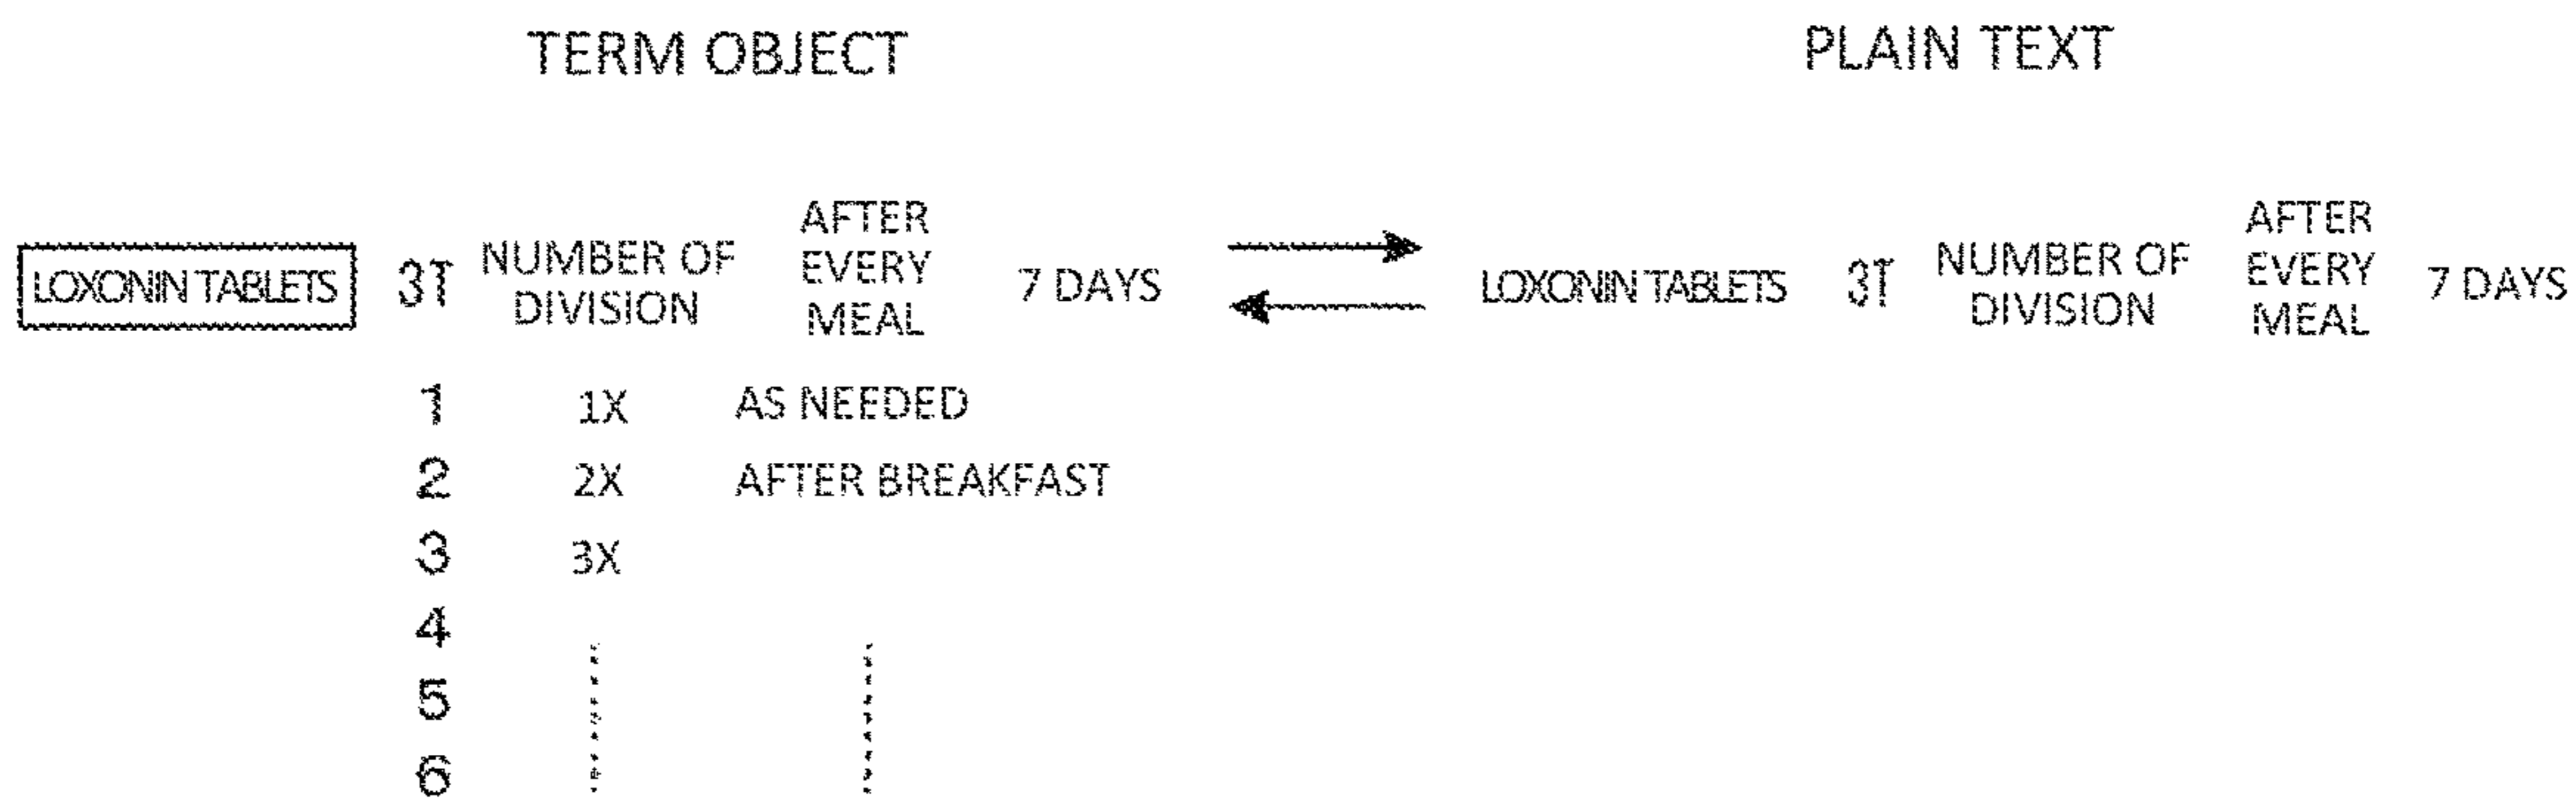 TERM OBJECT
PLAIN TEXT
LOXONIN TABLETS
3T
NUMBER OF
DIVISION
AFTER
EVERY
MEAL
7 DAYS
LOXONIN TABLETS
3T
NUMBER OF
DIVISION
AFTER
EVERY
MEAL
7 DAYS
1 1X AS NEEDED
2 2X AFTER BREAKFAST
3 3X
4
5
6